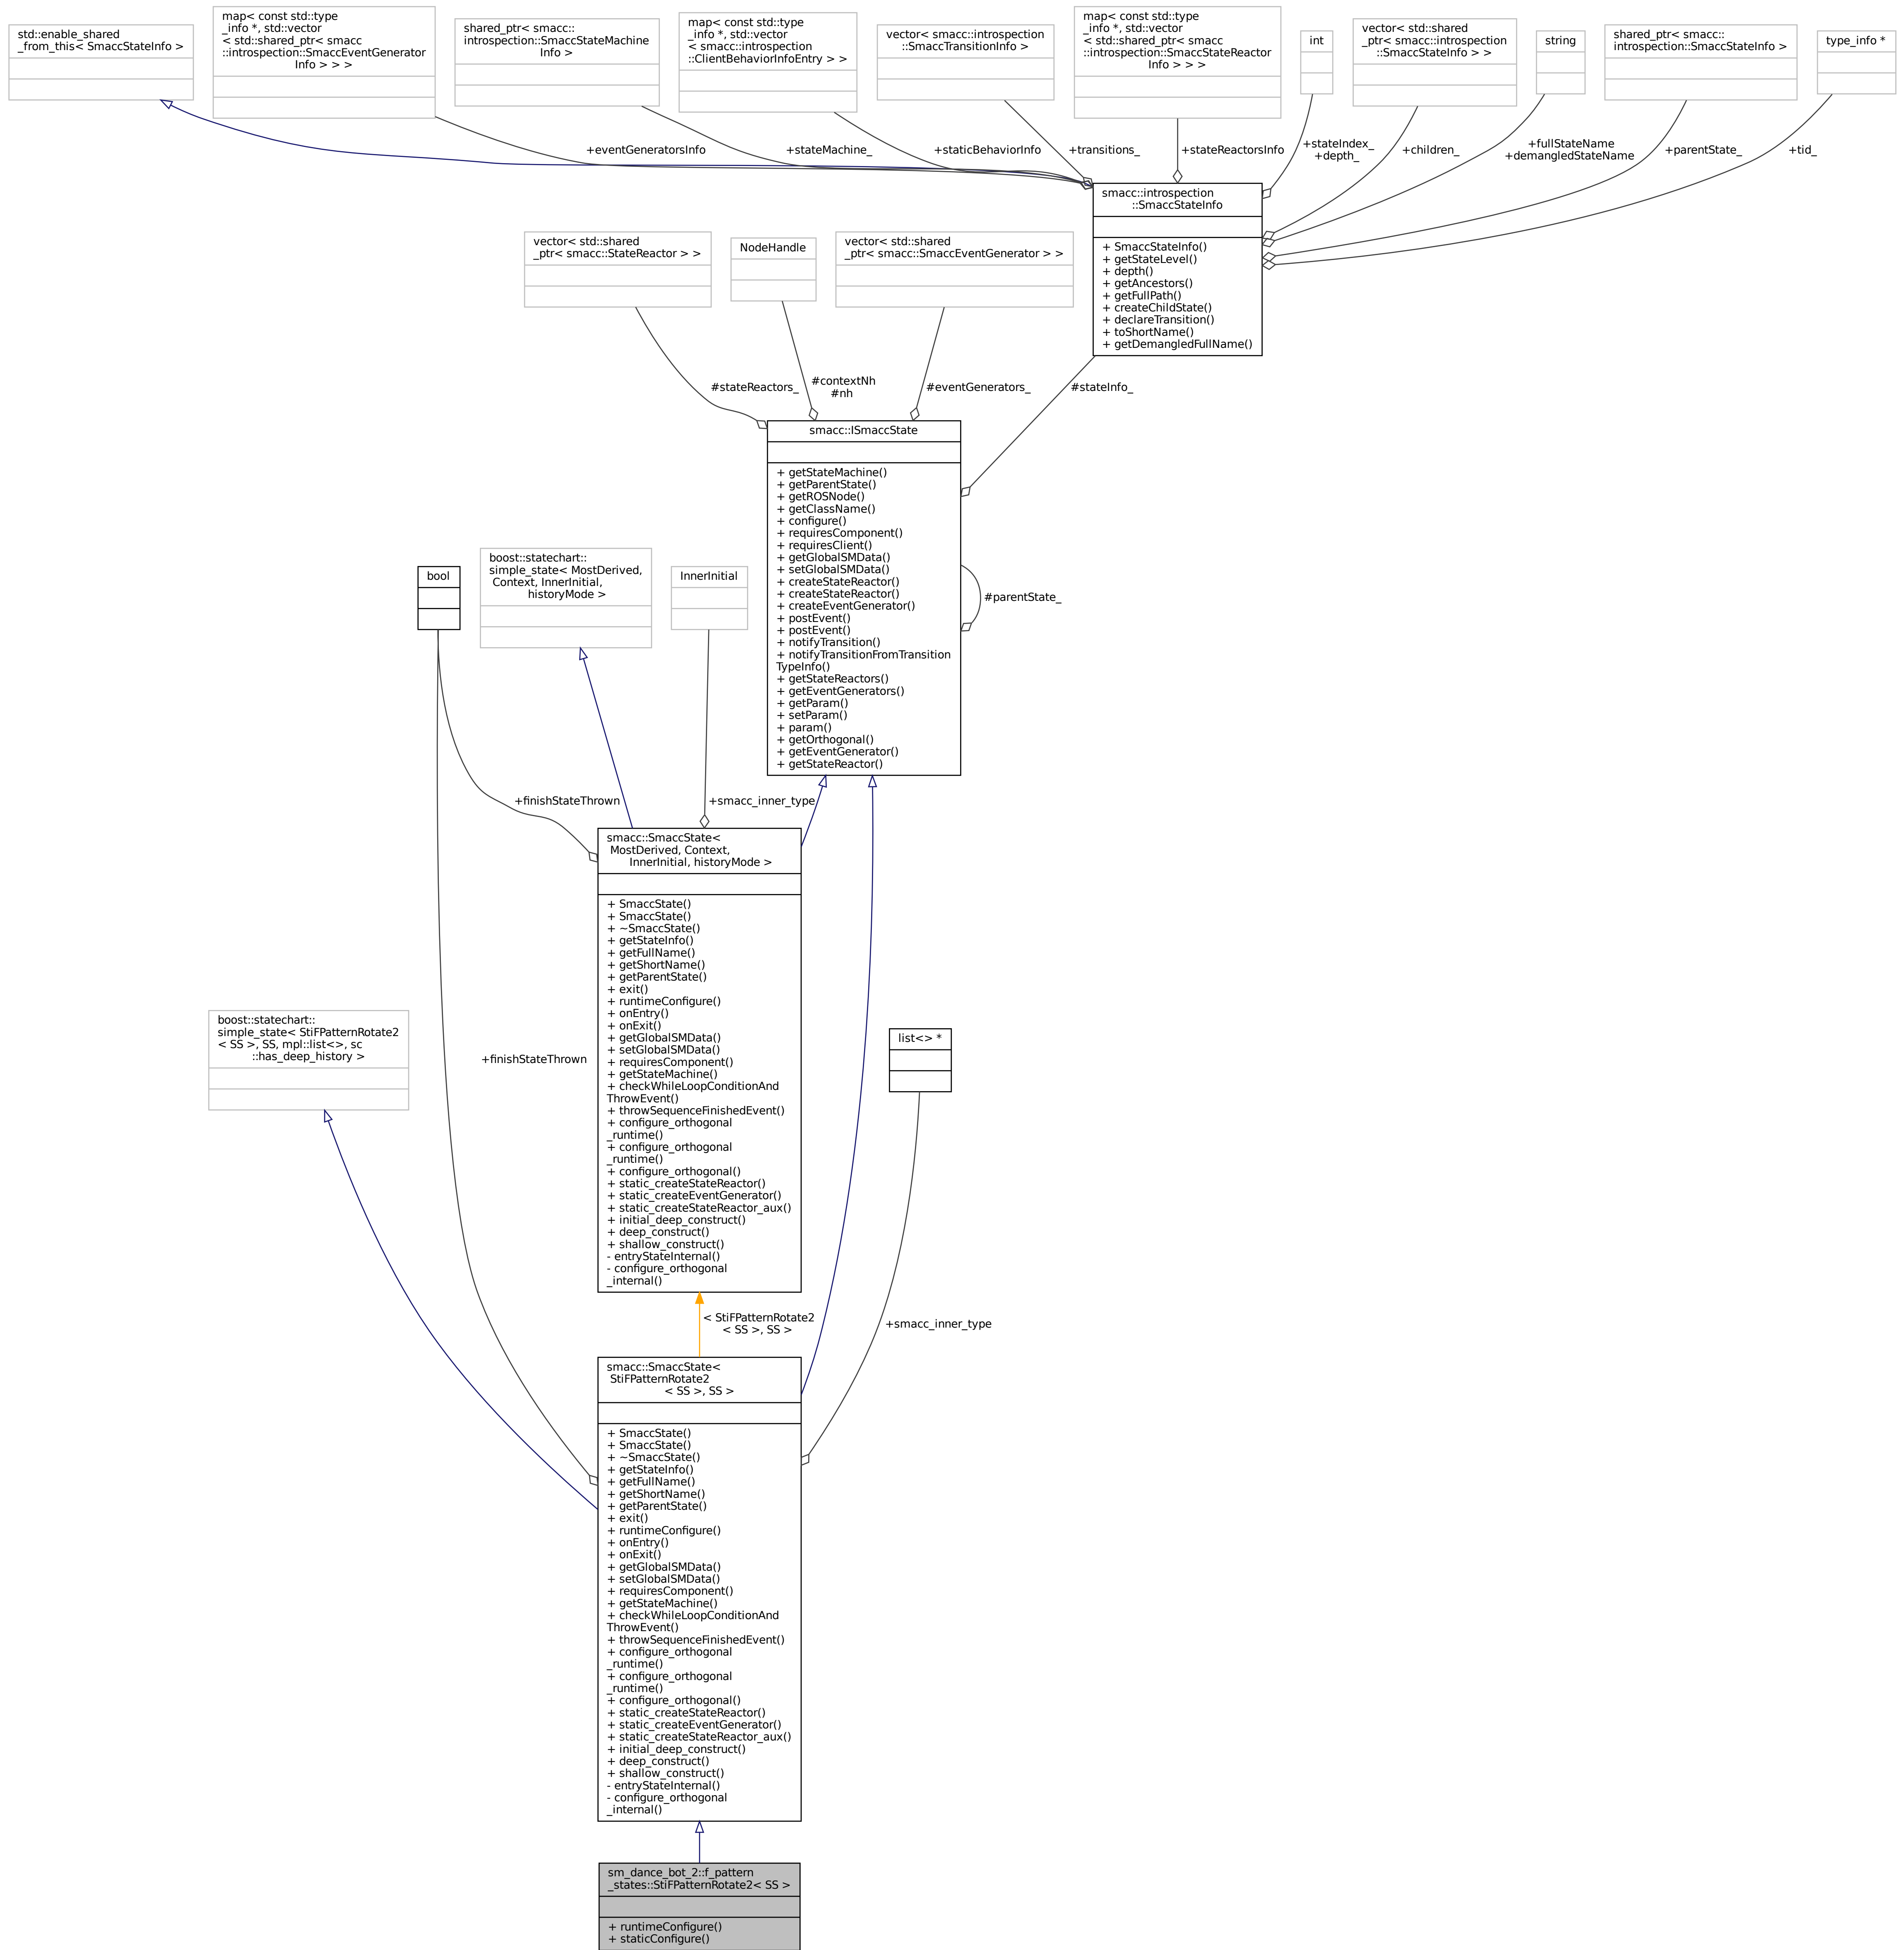 std::enable_shared
_from_this< SmaccStateInfo >
map< const std::type
_info *, std::vector
< std::shared_ptr< smacc
::introspection::SmaccEventGenerator
Info > > >
shared_ptr< smacc::
introspection::SmaccStateMachine
Info >
map< const std::type
_info *, std::vector
< smacc::introspection
::ClientBehaviorInfoEntry > >
vector< smacc::introspection
::SmaccTransitionInfo >
map< const std::type
_info *, std::vector
< std::shared_ptr< smacc
::introspection::SmaccStateReactor
Info > > >
int
vector< std::shared
_ptr< smacc::introspection
::SmaccStateInfo > >
string
shared_ptr< smacc::
introspection::SmaccStateInfo >
type_info *
+eventGeneratorsInfo
+stateMachine_
+staticBehaviorInfo
+transitions_
+stateReactorsInfo
+stateIndex_
+depth_
+children_
+fullStateName
+demangledStateName
+parentState_
+tid_
smacc::introspection
::SmaccStateInfo
+ SmaccStateInfo()
+ getStateLevel()
+ depth()
+ getAncestors()
+ getFullPath()
+ createChildState()
+ declareTransition()
+ toShortName()
+ getDemangledFullName()
vector< std::shared
_ptr< smacc::StateReactor > >
NodeHandle
vector< std::shared
_ptr< smacc::SmaccEventGenerator > >
#stateReactors_
#contextNh
#nh
#eventGenerators_
#stateInfo_
smacc::ISmaccState
+ getStateMachine()
+ getParentState()
+ getROSNode()
+ getClassName()
+ configure()
+ requiresComponent()
+ requiresClient()
+ getGlobalSMData()
+ setGlobalSMData()
+ createStateReactor()
+ createStateReactor()
+ createEventGenerator()
+ postEvent()
+ postEvent()
+ notifyTransition()
+ notifyTransitionFromTransition
TypeInfo()
+ getStateReactors()
+ getEventGenerators()
+ getParam()
+ setParam()
+ param()
+ getOrthogonal()
+ getEventGenerator()
+ getStateReactor()
#parentState_
bool
boost::statechart::
simple_state< MostDerived,
Context, InnerInitial,
historyMode >
InnerInitial
+finishStateThrown
+smacc_inner_type
smacc::SmaccState<
MostDerived, Context,
InnerInitial, historyMode >
+ SmaccState()
+ SmaccState()
+ ~SmaccState()
+ getStateInfo()
+ getFullName()
+ getShortName()
+ getParentState()
+ exit()
+ runtimeConfigure()
+ onEntry()
+ onExit()
+ getGlobalSMData()
+ setGlobalSMData()
+ requiresComponent()
+ getStateMachine()
+ checkWhileLoopConditionAnd
ThrowEvent()
+ throwSequenceFinishedEvent()
+ configure_orthogonal
_runtime()
+ configure_orthogonal
_runtime()
+ configure_orthogonal()
+ static_createStateReactor()
+ static_createEventGenerator()
+ static_createStateReactor_aux()
+ initial_deep_construct()
+ deep_construct()
+ shallow_construct()
- entryStateInternal()
- configure_orthogonal
_internal()
boost::statechart::
simple_state< StiFPatternRotate2
< SS >, SS, mpl::list<>, sc
::has_deep_history >
+finishStateThrown
list<> *
< StiFPatternRotate2
< SS >, SS >
+smacc_inner_type
smacc::SmaccState<
StiFPatternRotate2
< SS >, SS >
+ SmaccState()
+ SmaccState()
+ ~SmaccState()
+ getStateInfo()
+ getFullName()
+ getShortName()
+ getParentState()
+ exit()
+ runtimeConfigure()
+ onEntry()
+ onExit()
+ getGlobalSMData()
+ setGlobalSMData()
+ requiresComponent()
+ getStateMachine()
+ checkWhileLoopConditionAnd
ThrowEvent()
+ throwSequenceFinishedEvent()
+ configure_orthogonal
_runtime()
+ configure_orthogonal
_runtime()
+ configure_orthogonal()
+ static_createStateReactor()
+ static_createEventGenerator()
+ static_createStateReactor_aux()
+ initial_deep_construct()
+ deep_construct()
+ shallow_construct()
- entryStateInternal()
- configure_orthogonal
_internal()
sm_dance_bot_2::f_pattern
_states::StiFPatternRotate2< SS >
+ runtimeConfigure()
+ staticConfigure()